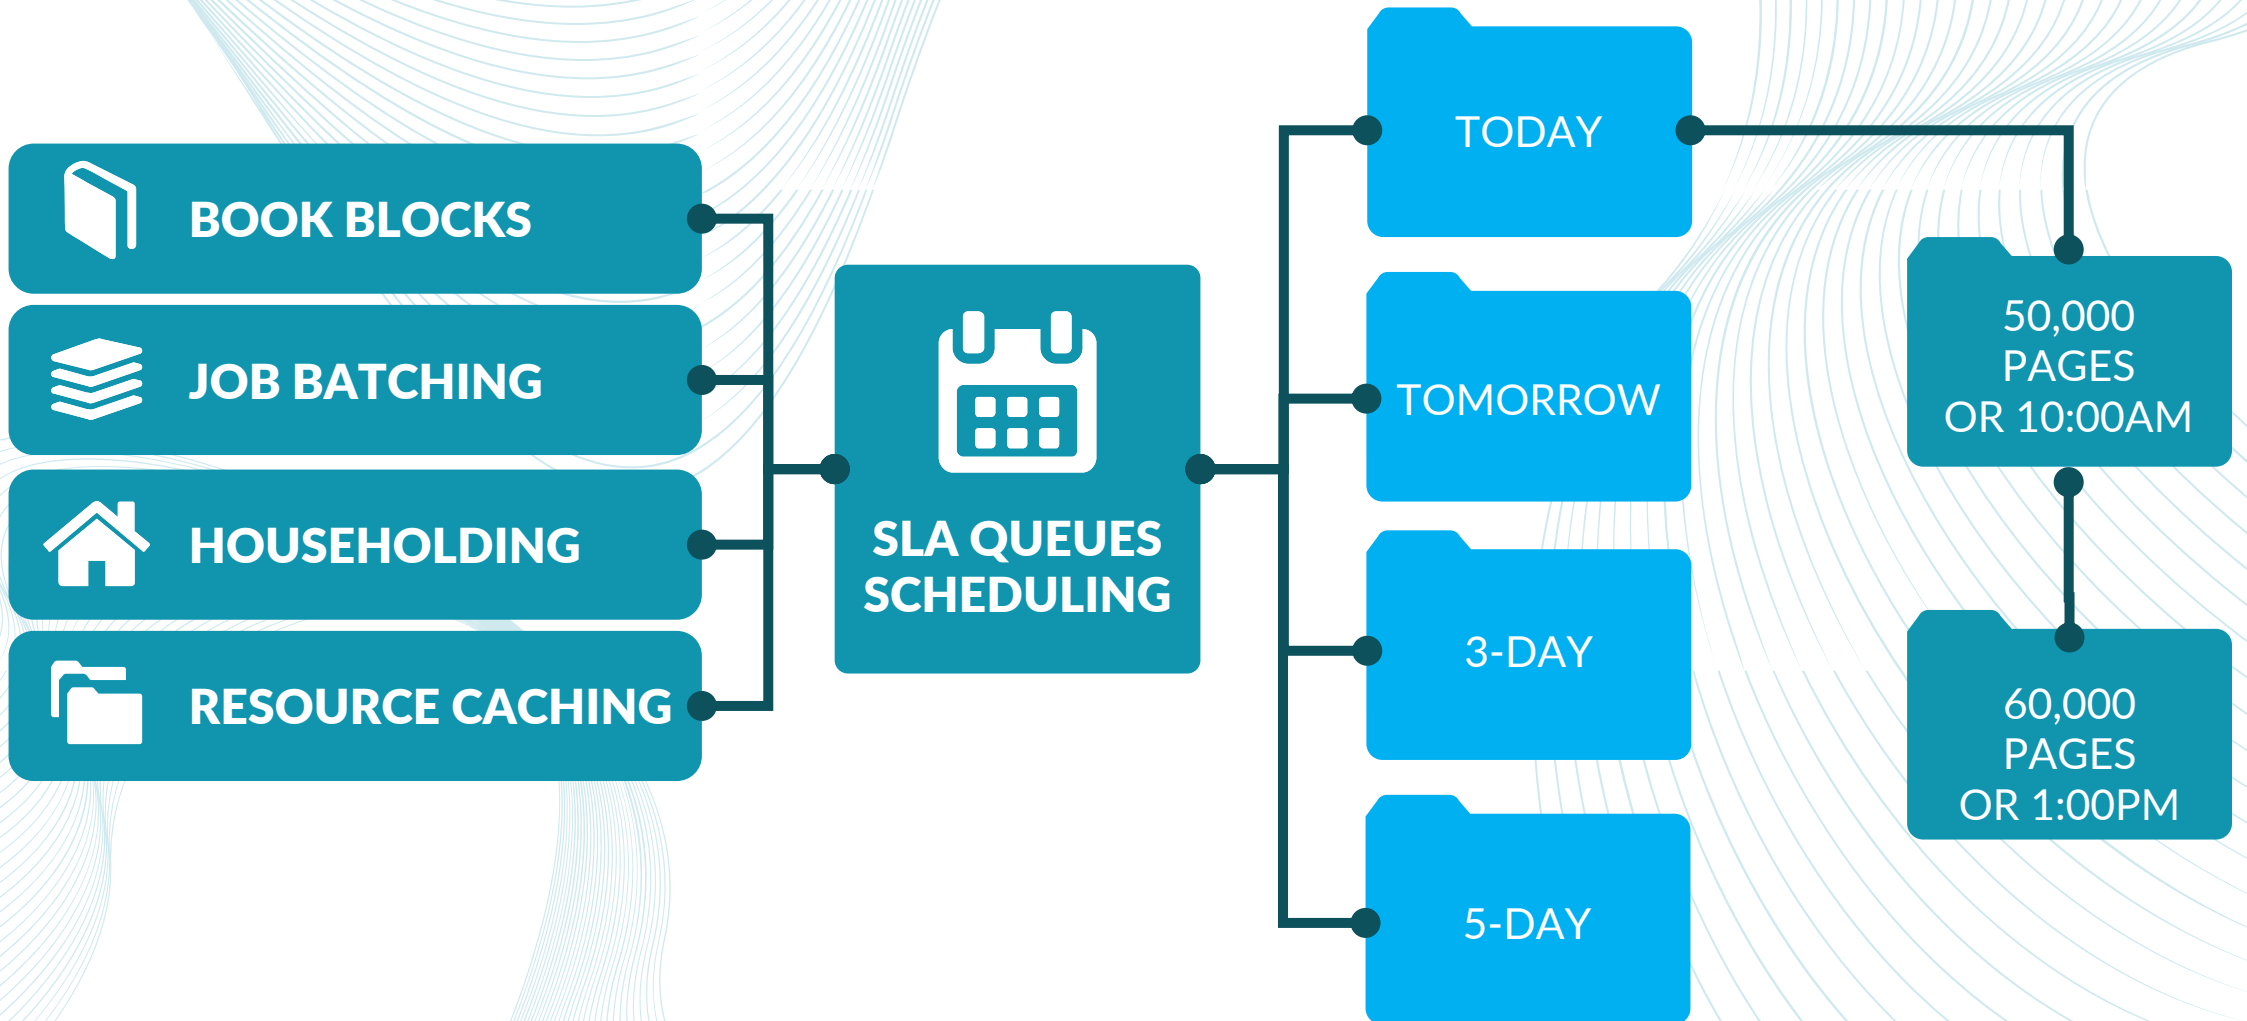 BOOK BLOCKS
JOB BATCHING
HOUSEHOLDING
RESOURCE CACHING
SLA QUEUES
SCHEDULING
TODAY
TOMORROW
3-DAY
5-DAY
50,000
PAGES
OR 10:00AM
60,000
PAGES
OR 1:00PM